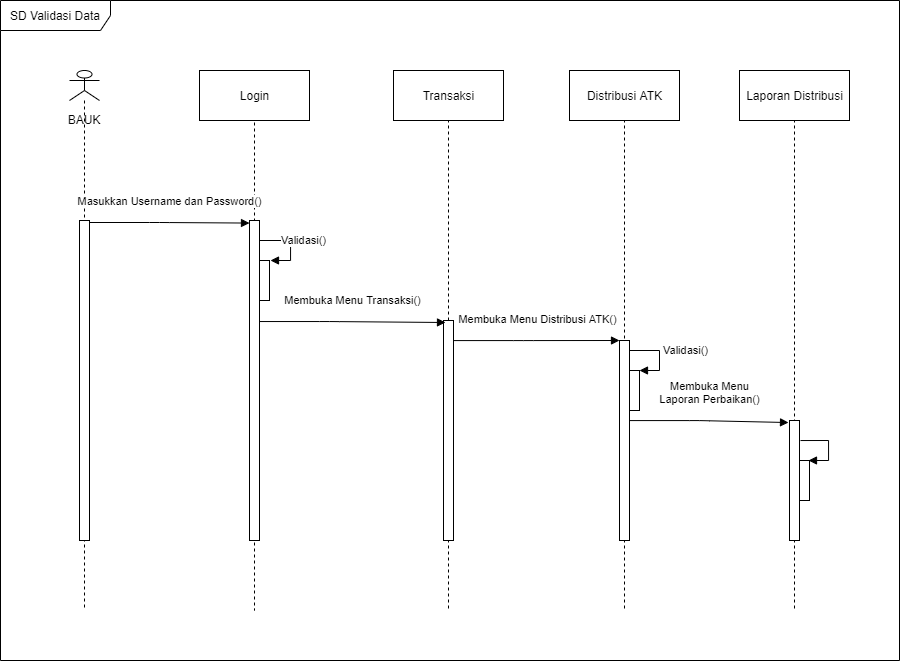 SD Validasi Data
BAUK
Login
Transaksi
Distribusi ATK
Laporan Distribusi
Masukkan Username dan Password()
Validasi()
Membuka Menu Transaksi()
Membuka Menu Distribusi ATK()
Validasi()
Membuka Menu
Laporan Perbaikan()